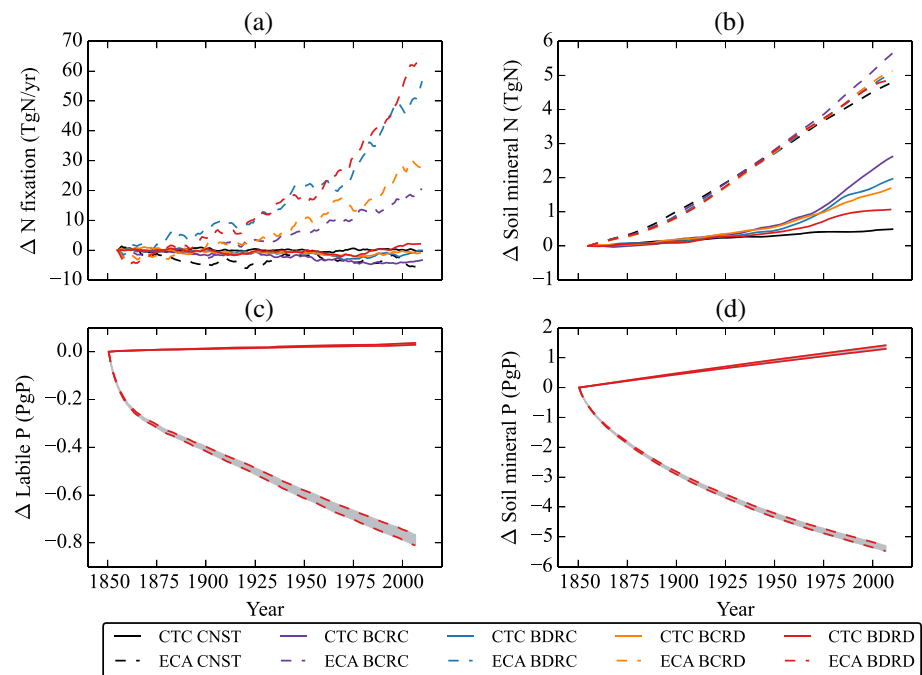 (a)
(b)
Δ N fixation (TgN/yr)
70
60
50
40
30
20
10
0
−10
Δ Soil mineral N (TgN)
6
5
4
3
2
1
0
−1
(c)
(d)
Δ Labile P (PgP)
0.0
−0.2
−0.4
−0.6
−0.8
Δ Soil mineral P (PgP)
2
1
0
−1
−2
−3
−4
−5
−6
1850 1875 1900 1925 1950 1975 2000
1850 1875 1900 1925 1950 1975 2000
Year
Year
CTC CNST CTC BCRC CTC BDRC CTC BCRD CTC BDRD
ECA CNST ECA BCRC ECA BDRC ECA BCRD ECA BDRD